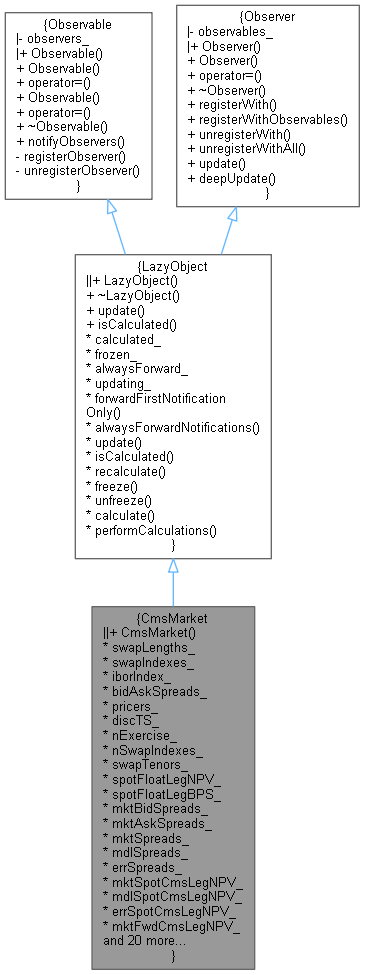 {Observable
|- observers_
|+ Observable()
+ Observable()
+ operator=()
+ Observable()
+ operator=()
+ ~Observable()
+ notifyObservers()
- registerObserver()
- unregisterObserver()
}
{Observer
|- observables_
|+ Observer()
+ Observer()
+ operator=()
+ ~Observer()
+ registerWith()
+ registerWithObservables()
+ unregisterWith()
+ unregisterWithAll()
+ update()
+ deepUpdate()
}
{LazyObject
||+ LazyObject()
+ ~LazyObject()
+ update()
+ isCalculated()
* calculated_
* frozen_
* alwaysForward_
* updating_
* forwardFirstNotification
Only()
* alwaysForwardNotifications()
* update()
* isCalculated()
* recalculate()
* freeze()
* unfreeze()
* calculate()
* performCalculations()
}
{CmsMarket
||+ CmsMarket()
* swapLengths_
* swapIndexes_
* iborIndex_
* bidAskSpreads_
* pricers_
* discTS_
* nExercise_
* nSwapIndexes_
* swapTenors_
* spotFloatLegNPV_
* spotFloatLegBPS_
* mktBidSpreads_
* mktAskSpreads_
* mktSpreads_
* mdlSpreads_
* errSpreads_
* mktSpotCmsLegNPV_
* mdlSpotCmsLegNPV_
* errSpotCmsLegNPV_
* mktFwdCmsLegNPV_
and 20 more...
}